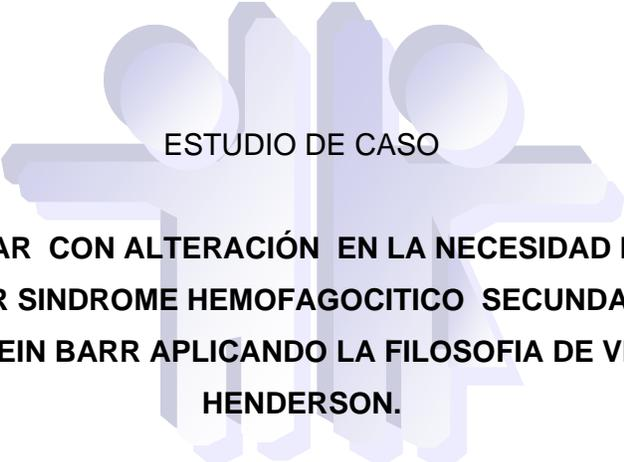 ESTUDIO DE CASO
AR CON ALTERACIÓN EN LA NECESIDAD
R SINDROME HEMOFAGOCITICO SECUNDA
EIN BARR APLICANDO LA FILOSOFIA DE V
HENDERSON.